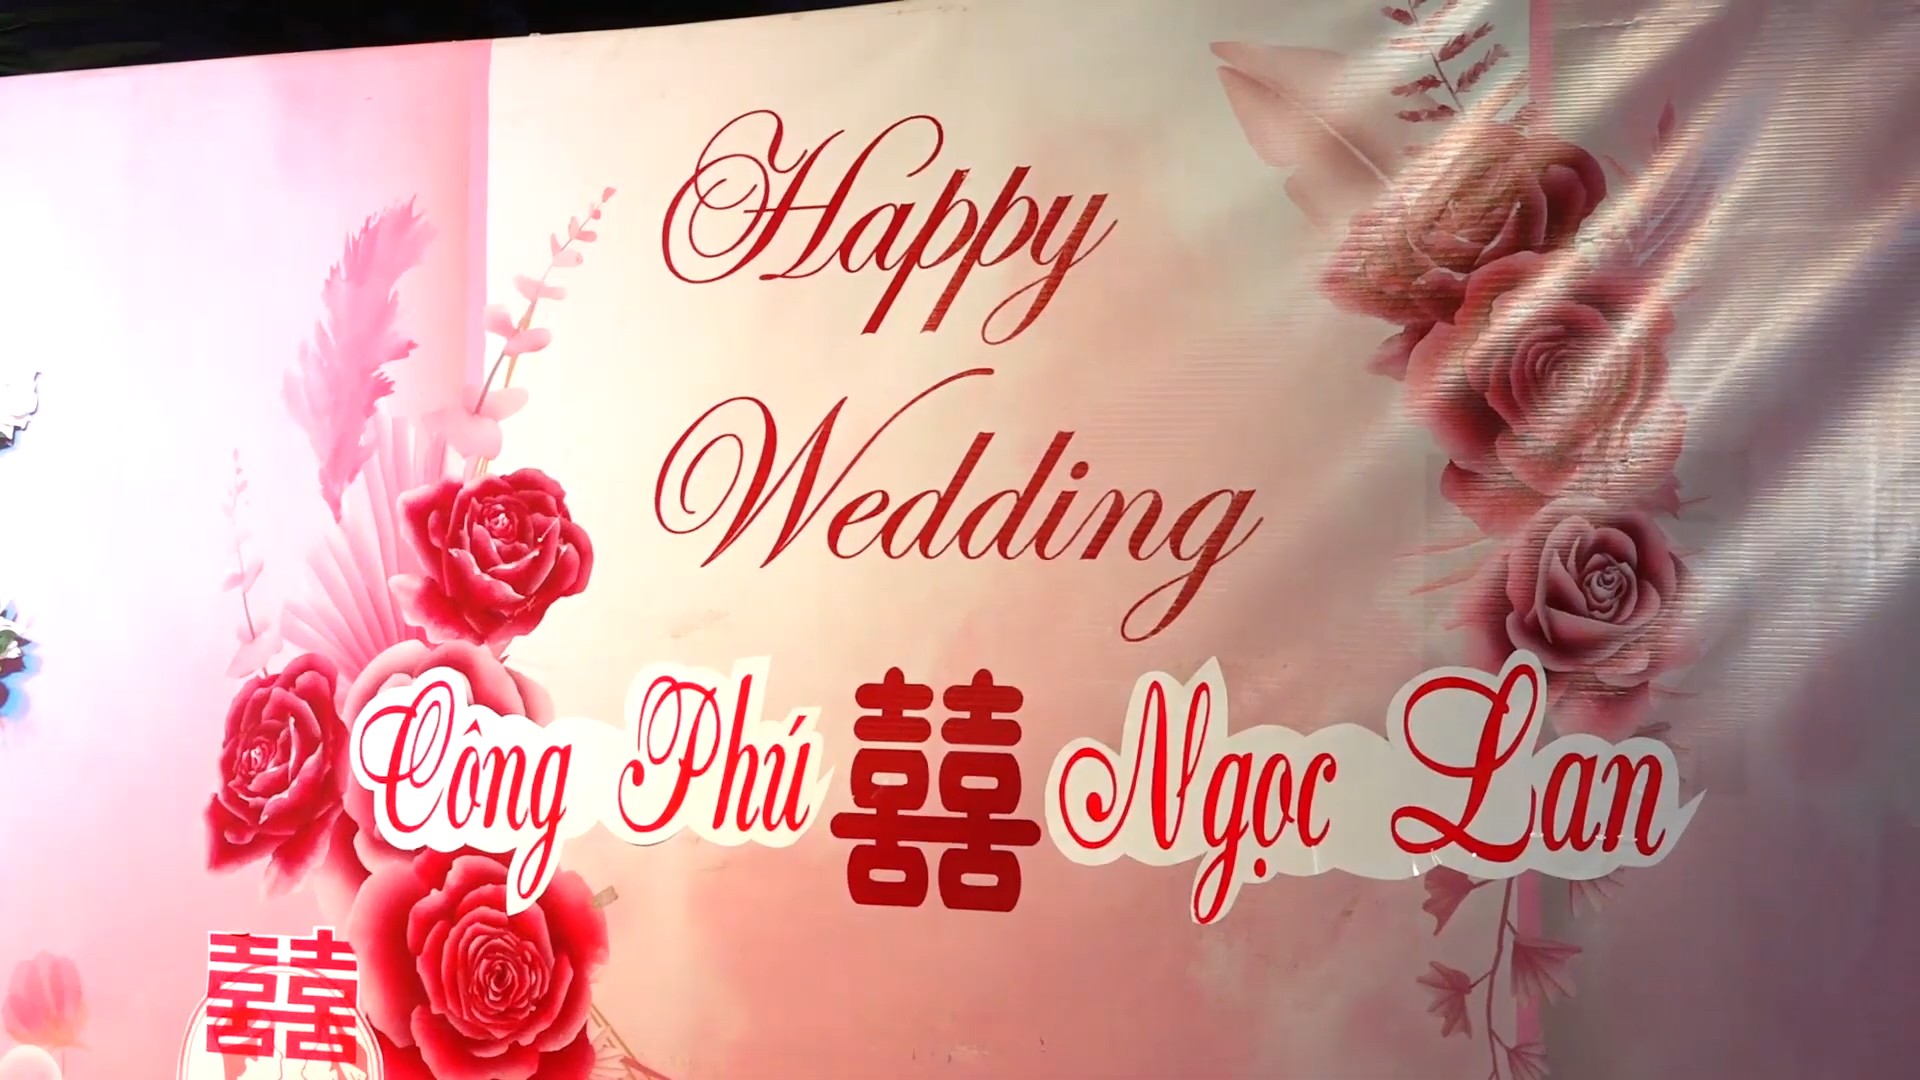 Happy
Wedding
Công Phú 囍 Ngọc Lan
囍